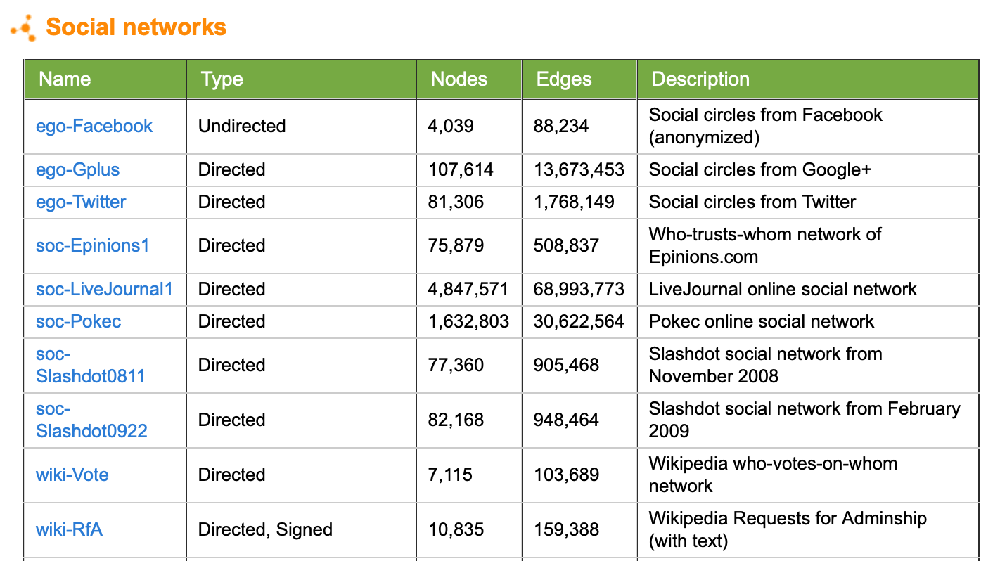 Social networks
Name Type Nodes Edges Description
ego-Facebook Undirected 4,039 88,234 Social circles from Facebook
(anonymized)
ego-Gplus Directed 107,614 13,673,453 Social circles from Google+
ego-Twitter Directed 81,306 1,768,149 Social circles from Twitter
soc-Epinions1 Directed 75,879 508,837 Who-trusts-whom network of
Epinions.com
soc-LiveJournal1 Directed 4,847,571 68,993,773 LiveJournal online social network
soc-Pokec Directed 1,632,803 30,622,564 Pokec online social network
soc-
Slashdot0811 Directed 77,360 905,468 Slashdot social network from
November 2008
soc-
Slashdot0922 Directed 82,168 948,464 Slashdot social network from February
2009
wiki-Vote Directed 7,115 103,689 Wikipedia who-votes-on-whom
network
wiki-RfA Directed, Signed 10,835 159,388 Wikipedia Requests for Adminship
(with text)